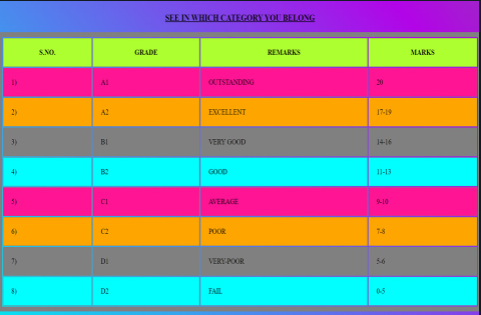 SEE IN WHICH CATEGORY YOU BELONG
S.NO. GRADE REMARKS MARKS
1) A1 OUTSTANDING 20
2) A2 EXCELLENT 17-19
3) B1 VERY GOOD 14-16
4) B2 GOOD 11-13
5) C1 AVERAGE 9-10
6) C2 POOR 7-8
7) D1 VERY-POOR 5-6
8) D2 FAIL 0-5